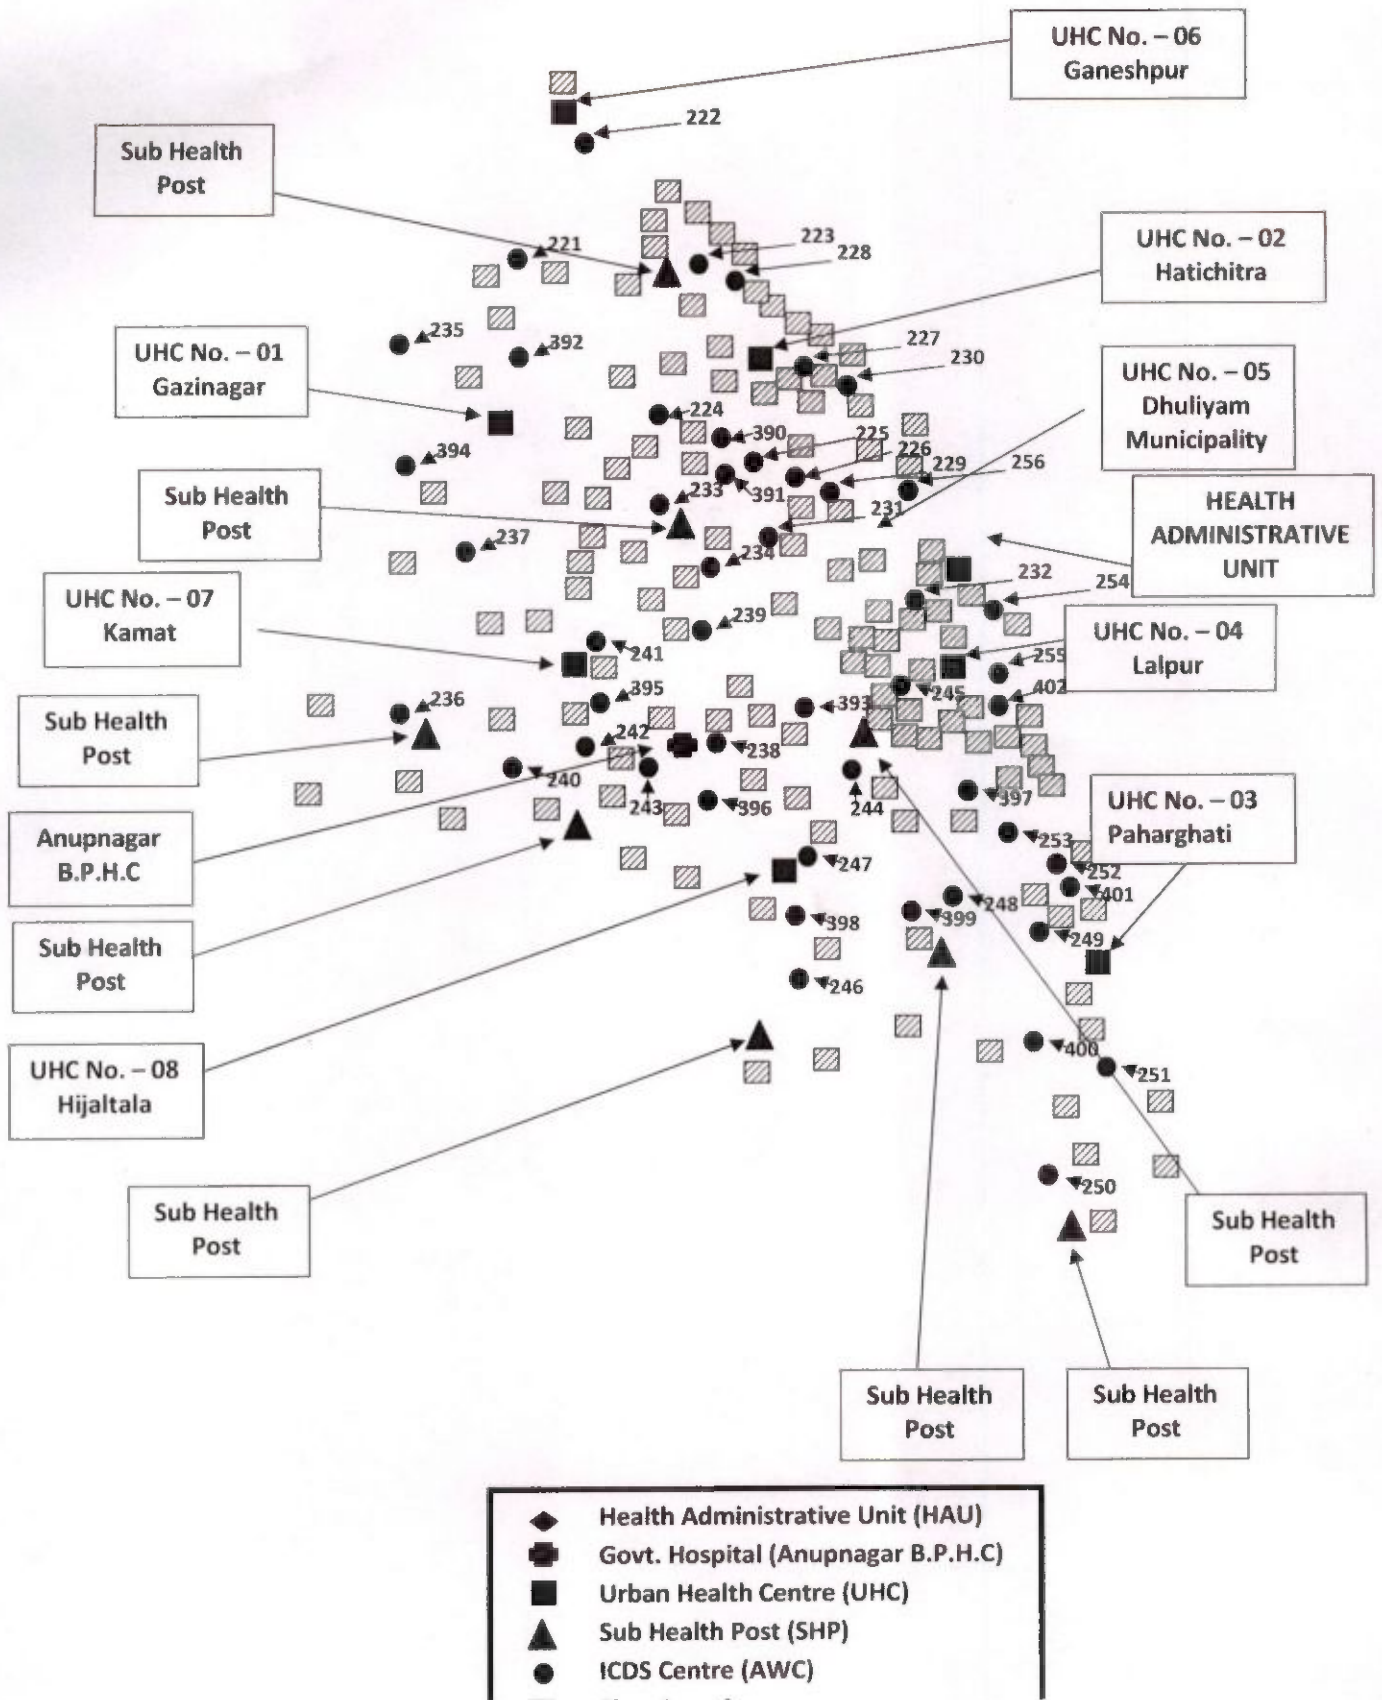 UHC No. – 06
Ganeshpur
222
Sub Health
Post
221
223
228
UHC No. – 02
Hatichitra
235
392
227
230
UHC No. – 01
Gazinagar
UHC No. – 05
Dhuliyam
Municipality
224
390
225
226
229
256
394
391
233
231
Sub Health
Post
HEALTH
ADMINISTRATIVE
UNIT
237
234
232
254
UHC No. – 07
Kamat
239
241
UHC No. – 04
Lalpur
255
402
245
236
395
393
Sub Health
Post
242
238
240
243
396
244
397
UHC No. – 03
Paharghati
Anupnagar
B.P.H.C
253
252
401
247
248
399
398
249
Sub Health
Post
246
UHC No. – 08
Hijaltala
400
251
250
Sub Health
Post
Sub Health
Post
Sub Health
Post
Sub Health
Post
Health Administrative Unit (HAU)
Govt. Hospital (Anupnagar B.P.H.C)
Urban Health Centre (UHC)
Sub Health Post (SHP)
ICDS Centre (AWC)